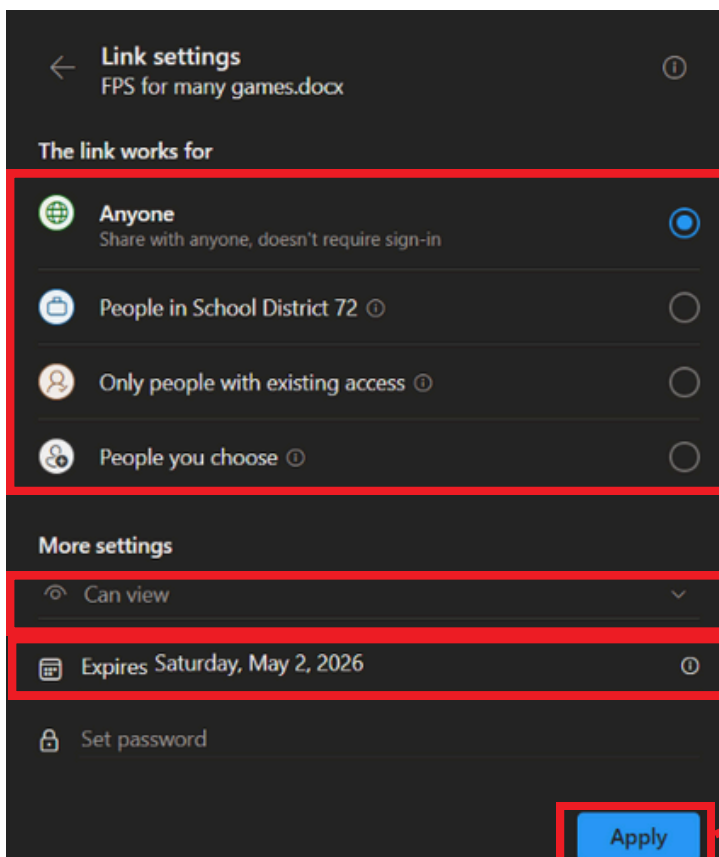 Link settings
FPS for many games.docx
The link works for
Anyone
Share with anyone, doesn't require sign-in
People in School District 72
Only people with existing access
People you choose
More settings
Can view
Expires Saturday, May 2, 2026
Set password
Apply